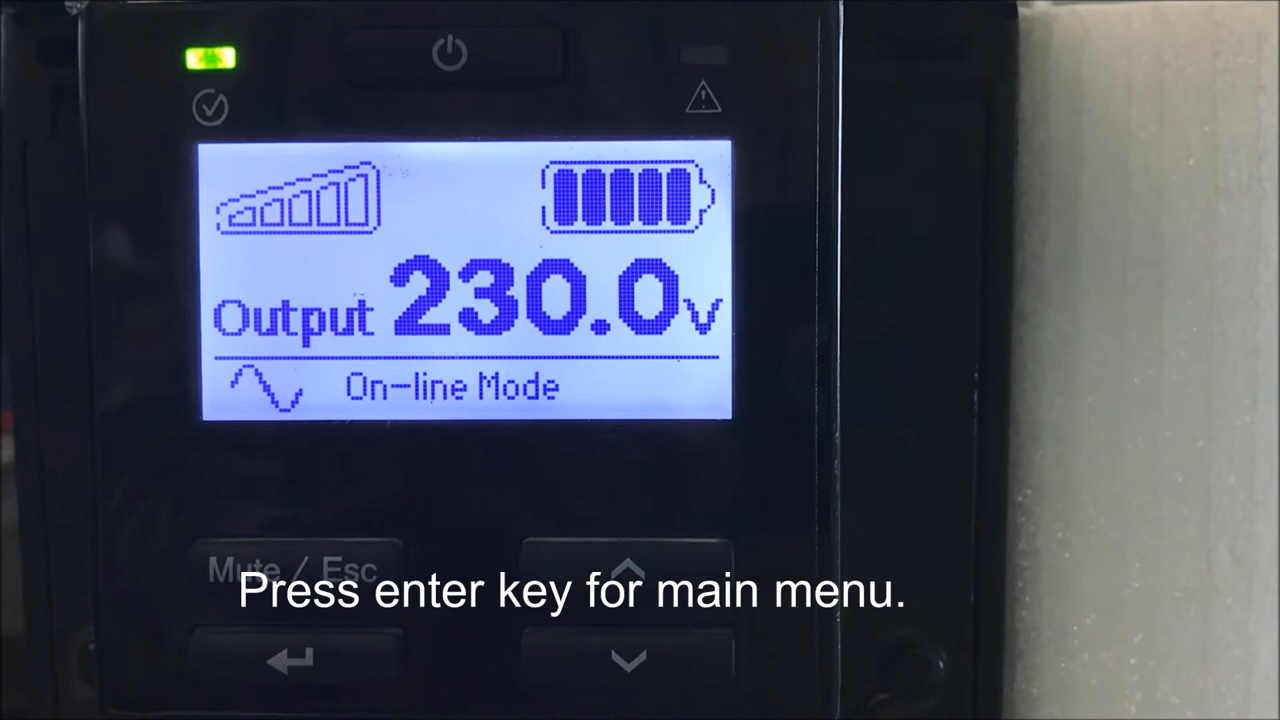 Output 230.0v
On-line Mode
Mute / Esc
Press enter key for main menu.